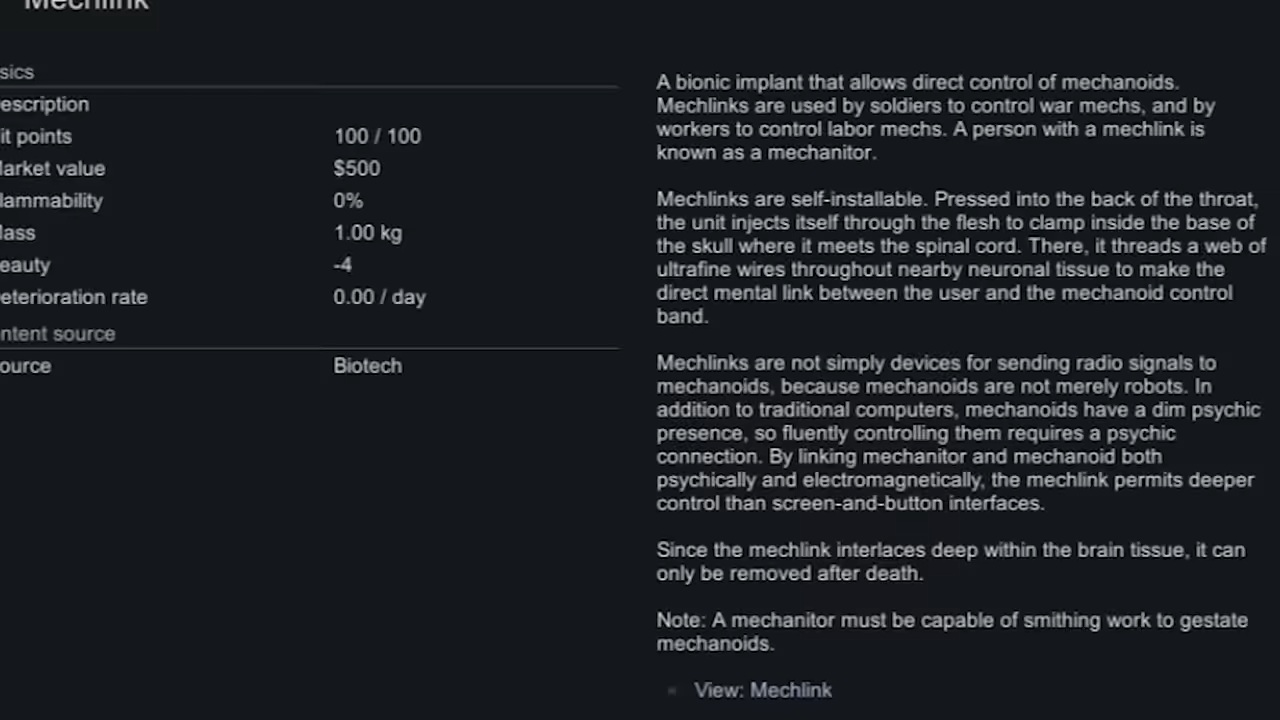 Mechlink
sics
escription
it points 100 / 100
arket value $500
lammability 0%
ass 1.00 kg
eauty -4
eterioration rate 0.00 / day
ntent source
ource Biotech
A bionic implant that allows direct control of mechanoids.
Mechlinks are used by soldiers to control war mechs, and by
workers to control labor mechs. A person with a mechlink is
known as a mechanitor.
Mechlinks are self-installable. Pressed into the back of the throat,
the unit injects itself through the flesh to clamp inside the base of
the skull where it meets the spinal cord. There, it threads a web of
ultrafine wires throughout nearby neuronal tissue to make the
direct mental link between the user and the mechanoid control
band.
Mechlinks are not simply devices for sending radio signals to
mechanoids, because mechanoids are not merely robots. In
addition to traditional computers, mechanoids have a dim psychic
presence, so fluently controlling them requires a psychic
connection. By linking mechanitor and mechanoid both
psychically and electromagnetically, the mechlink permits deeper
control than screen-and-button interfaces.
Since the mechlink interlaces deep within the brain tissue, it can
only be removed after death.
Note: A mechanitor must be capable of smithing work to gestate
mechanoids.
View: Mechlink